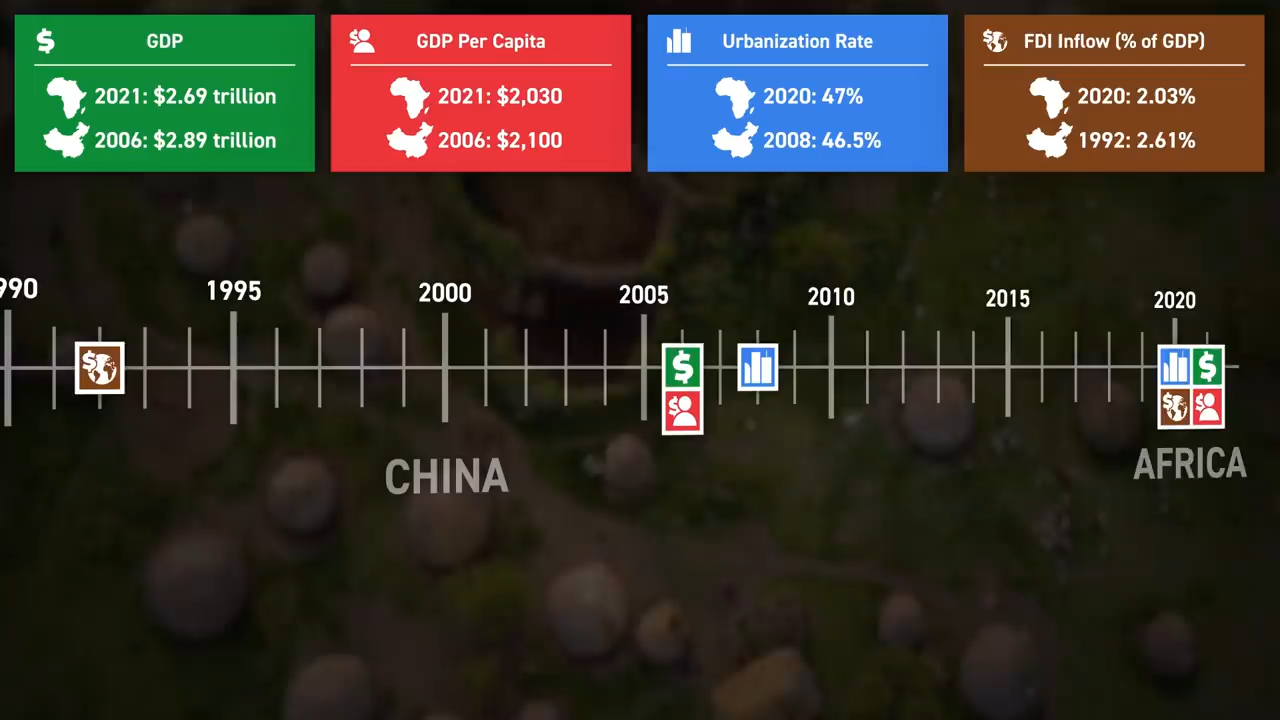 GDP
2021: $2.69 trillion
2006: $2.89 trillion
GDP Per Capita
2021: $2,030
2006: $2,100
Urbanization Rate
2020: 47%
2008: 46.5%
FDI Inflow (% of GDP)
2020: 2.03%
1992: 2.61%
990 1995 2000 2005 2010 2015 2020
CHINA AFRICA